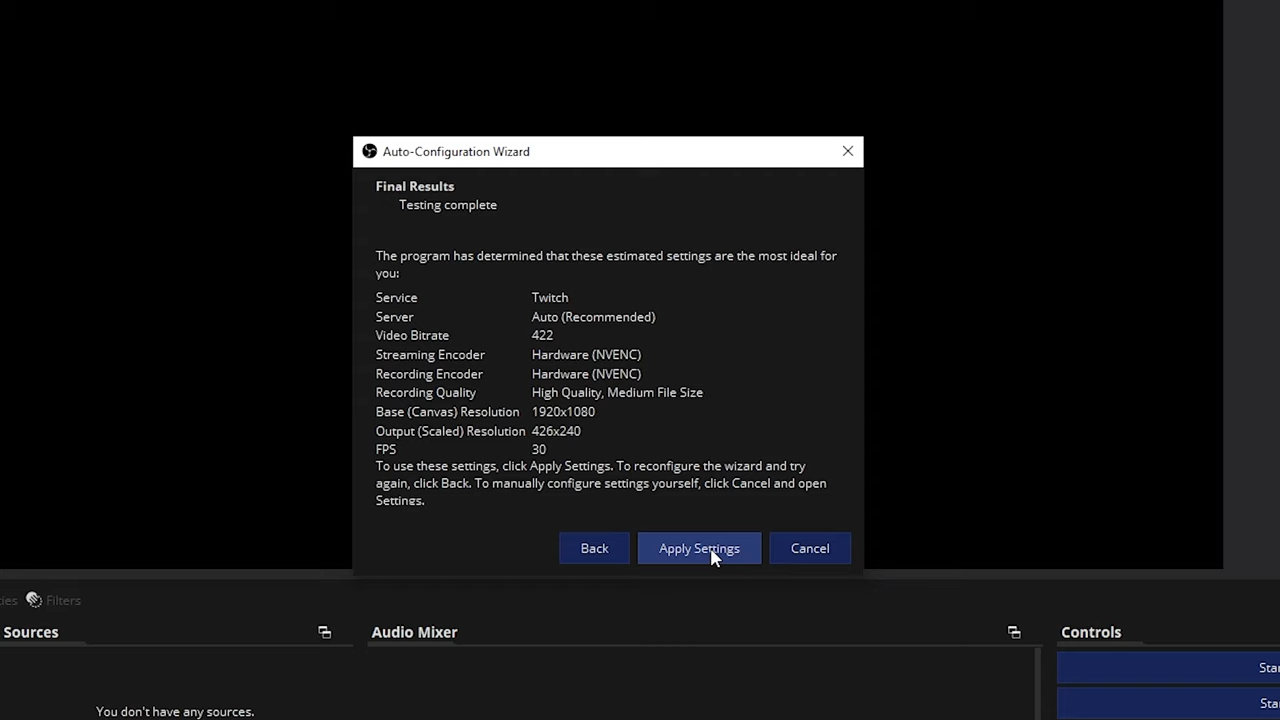 Auto-Configuration Wizard
Final Results
Testing complete
The program has determined that these estimated settings are the most ideal for
you:
Service Twitch
Server Auto (Recommended)
Video Bitrate 422
Streaming Encoder Hardware (NVENC)
Recording Encoder Hardware (NVENC)
Recording Quality High Quality, Medium File Size
Base (Canvas) Resolution 1920x1080
Output (Scaled) Resolution 426x240
FPS 30
To use these settings, click Apply Settings. To reconfigure the wizard and try
again, click Back. To manually configure settings yourself, click Cancel and open
Settings.
Back Apply Settings Cancel
Filters
Sources Audio Mixer Controls
You don't have any sources.